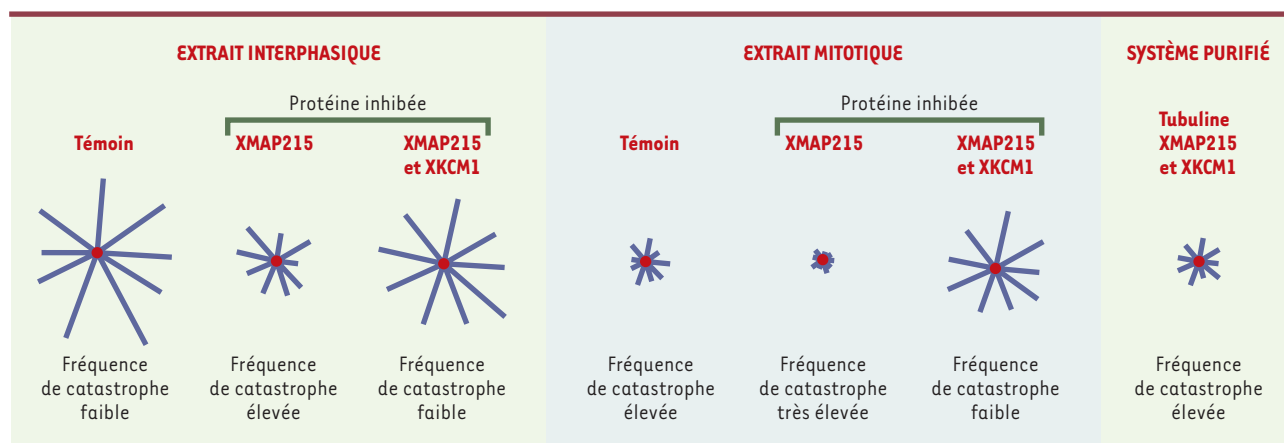 EXTRAIT INTERPHASIQUE
Protéine inhibée
Témoin
XMAP215
XMAP215
et XKCM1
Fréquence
de catastrophe
faible
Fréquence
de catastrophe
élevée
Fréquence
de catastrophe
faible
EXTRAIT MITOTIQUE
Protéine inhibée
Témoin
XMAP215
XMAP215
et XKCM1
Fréquence
de catastrophe
élevée
Fréquence
de catastrophe
très élevée
Fréquence
de catastrophe
faible
SYSTÈME PURIFIÉ
Tubuline
XMAP215
et XKCM1
Fréquence
de catastrophe
élevée